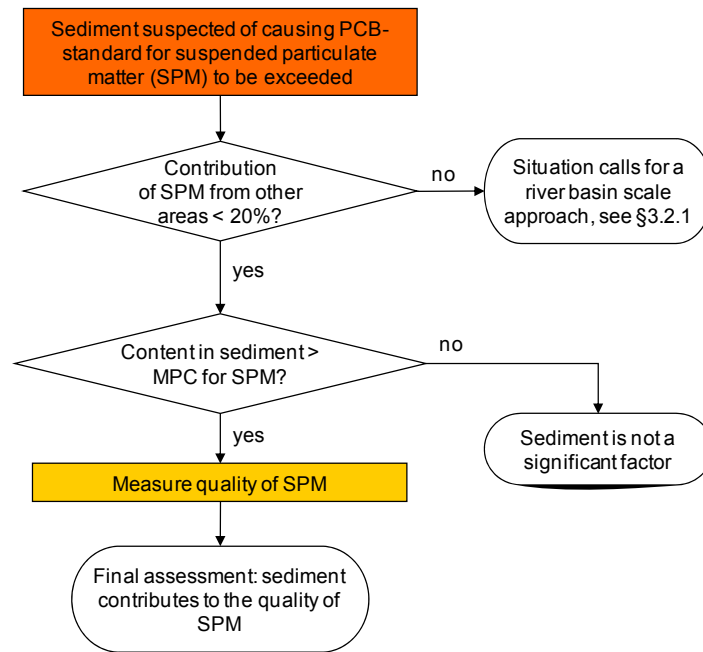 Sediment suspected of causing PCB-
standard for suspended particulate
matter (SPM) to be exceeded
Contribution
of SPM from other
areas < 20%?
no
Situation calls for a
river basin scale
approach, see §3.2.1
yes
Content in sediment >
MPC for SPM?
no
yes
Sediment is not a
significant factor
Measure quality of SPM
Final assessment: sediment
contributes to the quality of
SPM